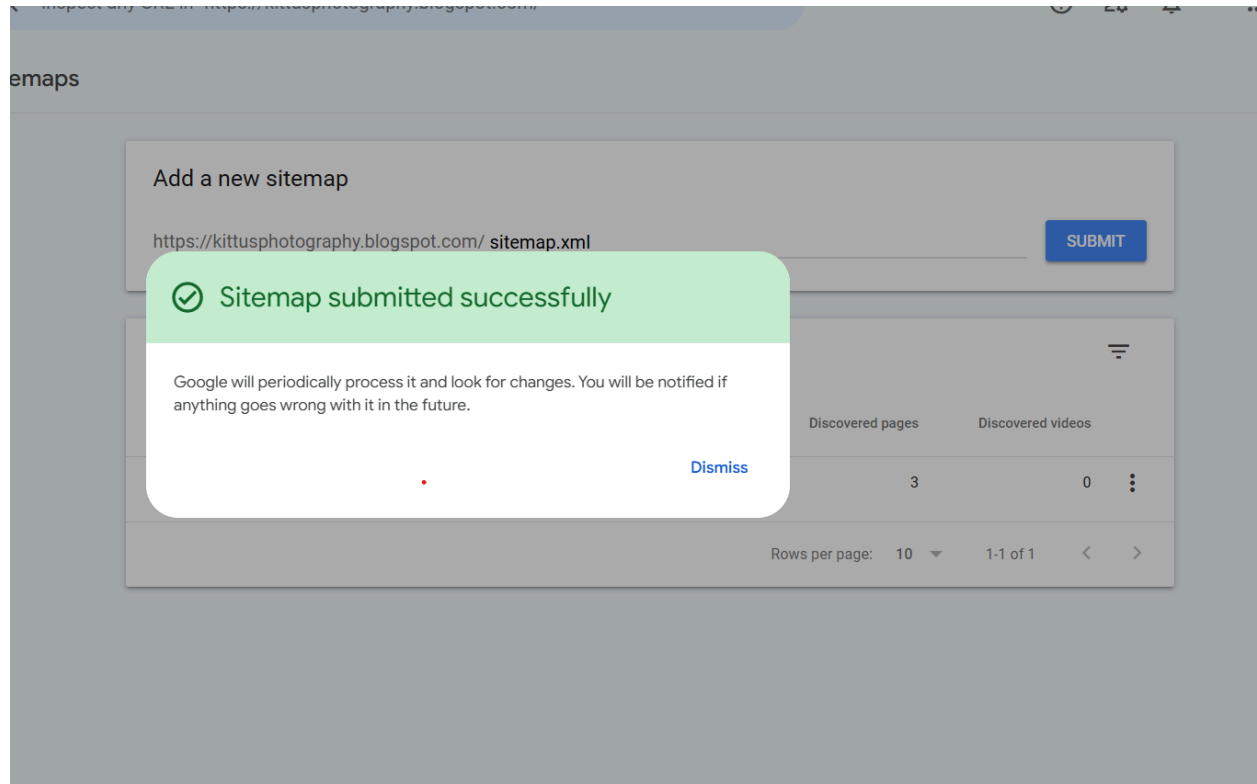 emaps
Add a new sitemap
https://kittusphotography.blogspot.com/ sitemap.xml
SUBMIT
Sitemap submitted successfully
Google will periodically process it and look for changes. You will be notified if
anything goes wrong with it in the future.
Dismiss
Discovered pages
Discovered videos
3
0
Rows per page:
10
1-1 of 1